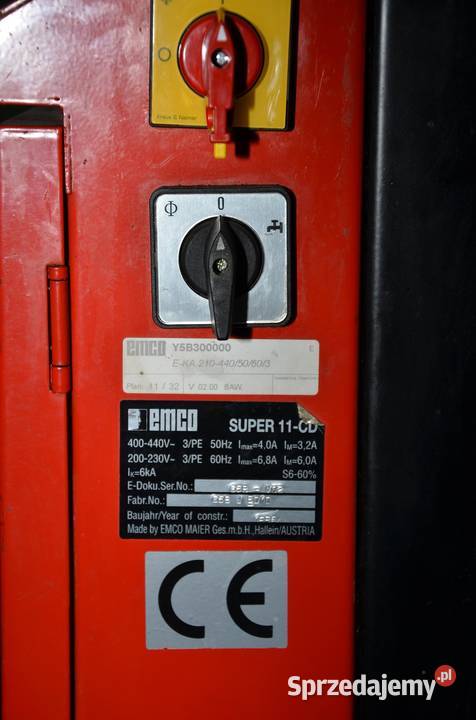 Kraus & Naimer
0
emco Y5B300000 E
E-KA 210-440/50/60/3
Plan: 11 / 32 V 02.00 BAW.
EMCO SUPER 11-CD
400-440V~ 3/PE 50Hz Imax=4,0A IM=3,2A
200-230V~ 3/PE 60Hz Imax=6,8A IM=6,0A
IK=6kA S6-60%
E-Doku.Ser.No.:
Fabr.No.:
Baujahr/Year of constr.:
Made by EMCO MAIER Ges.m.b.H., Hallein/AUSTRIA
CE
Sprzedajemy.pl